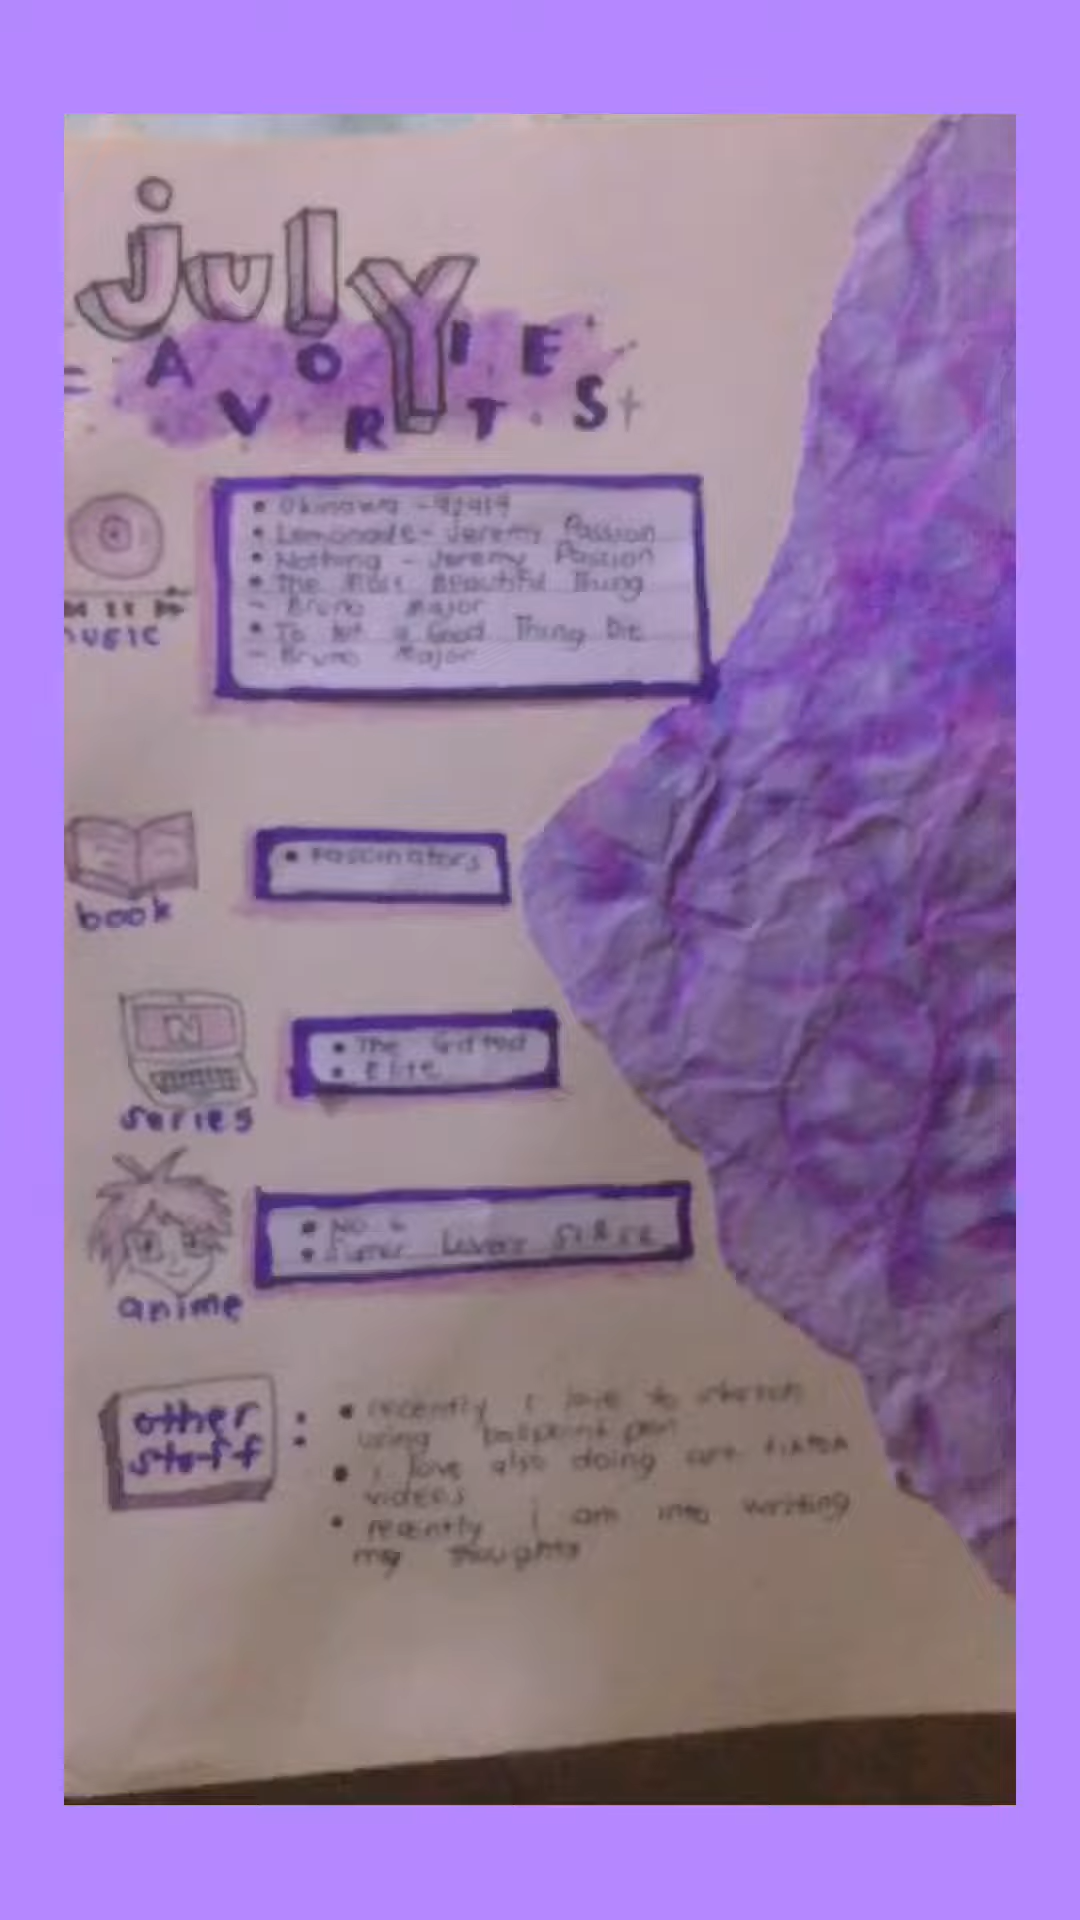 july
FAVORITES
Okinawa - 92914
Lemonade - Jeremy Passion
Nothing - Jeremy Passion
The Most Beautiful Thing
- Bruno Major
To Let a Good Thing Die
- Bruno Major
music
Fascinators
book
N
The Gifted
Elite
series
No 6
Lovers
anime
other
stuff
:
recently i love to sketch
using ballpoint pen
i love also doing art tiktok
videos
recently i am into writing
my thoughts